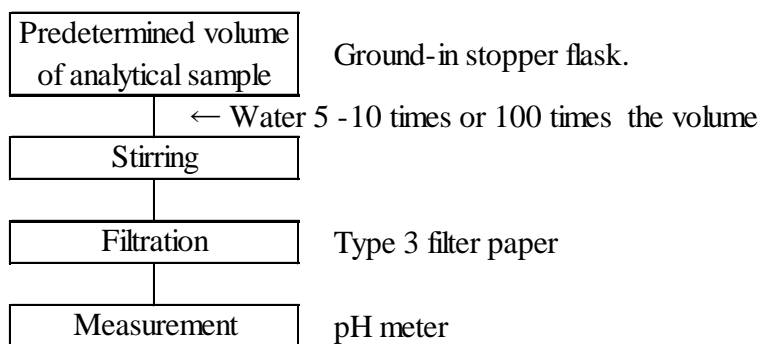 Predetermined volume
of analytical sample
Ground-in stopper flask.
← Water 5 -10 times or 100 times the volume
Stirring
Filtration
Type 3 filter paper
Measurement
pH meter